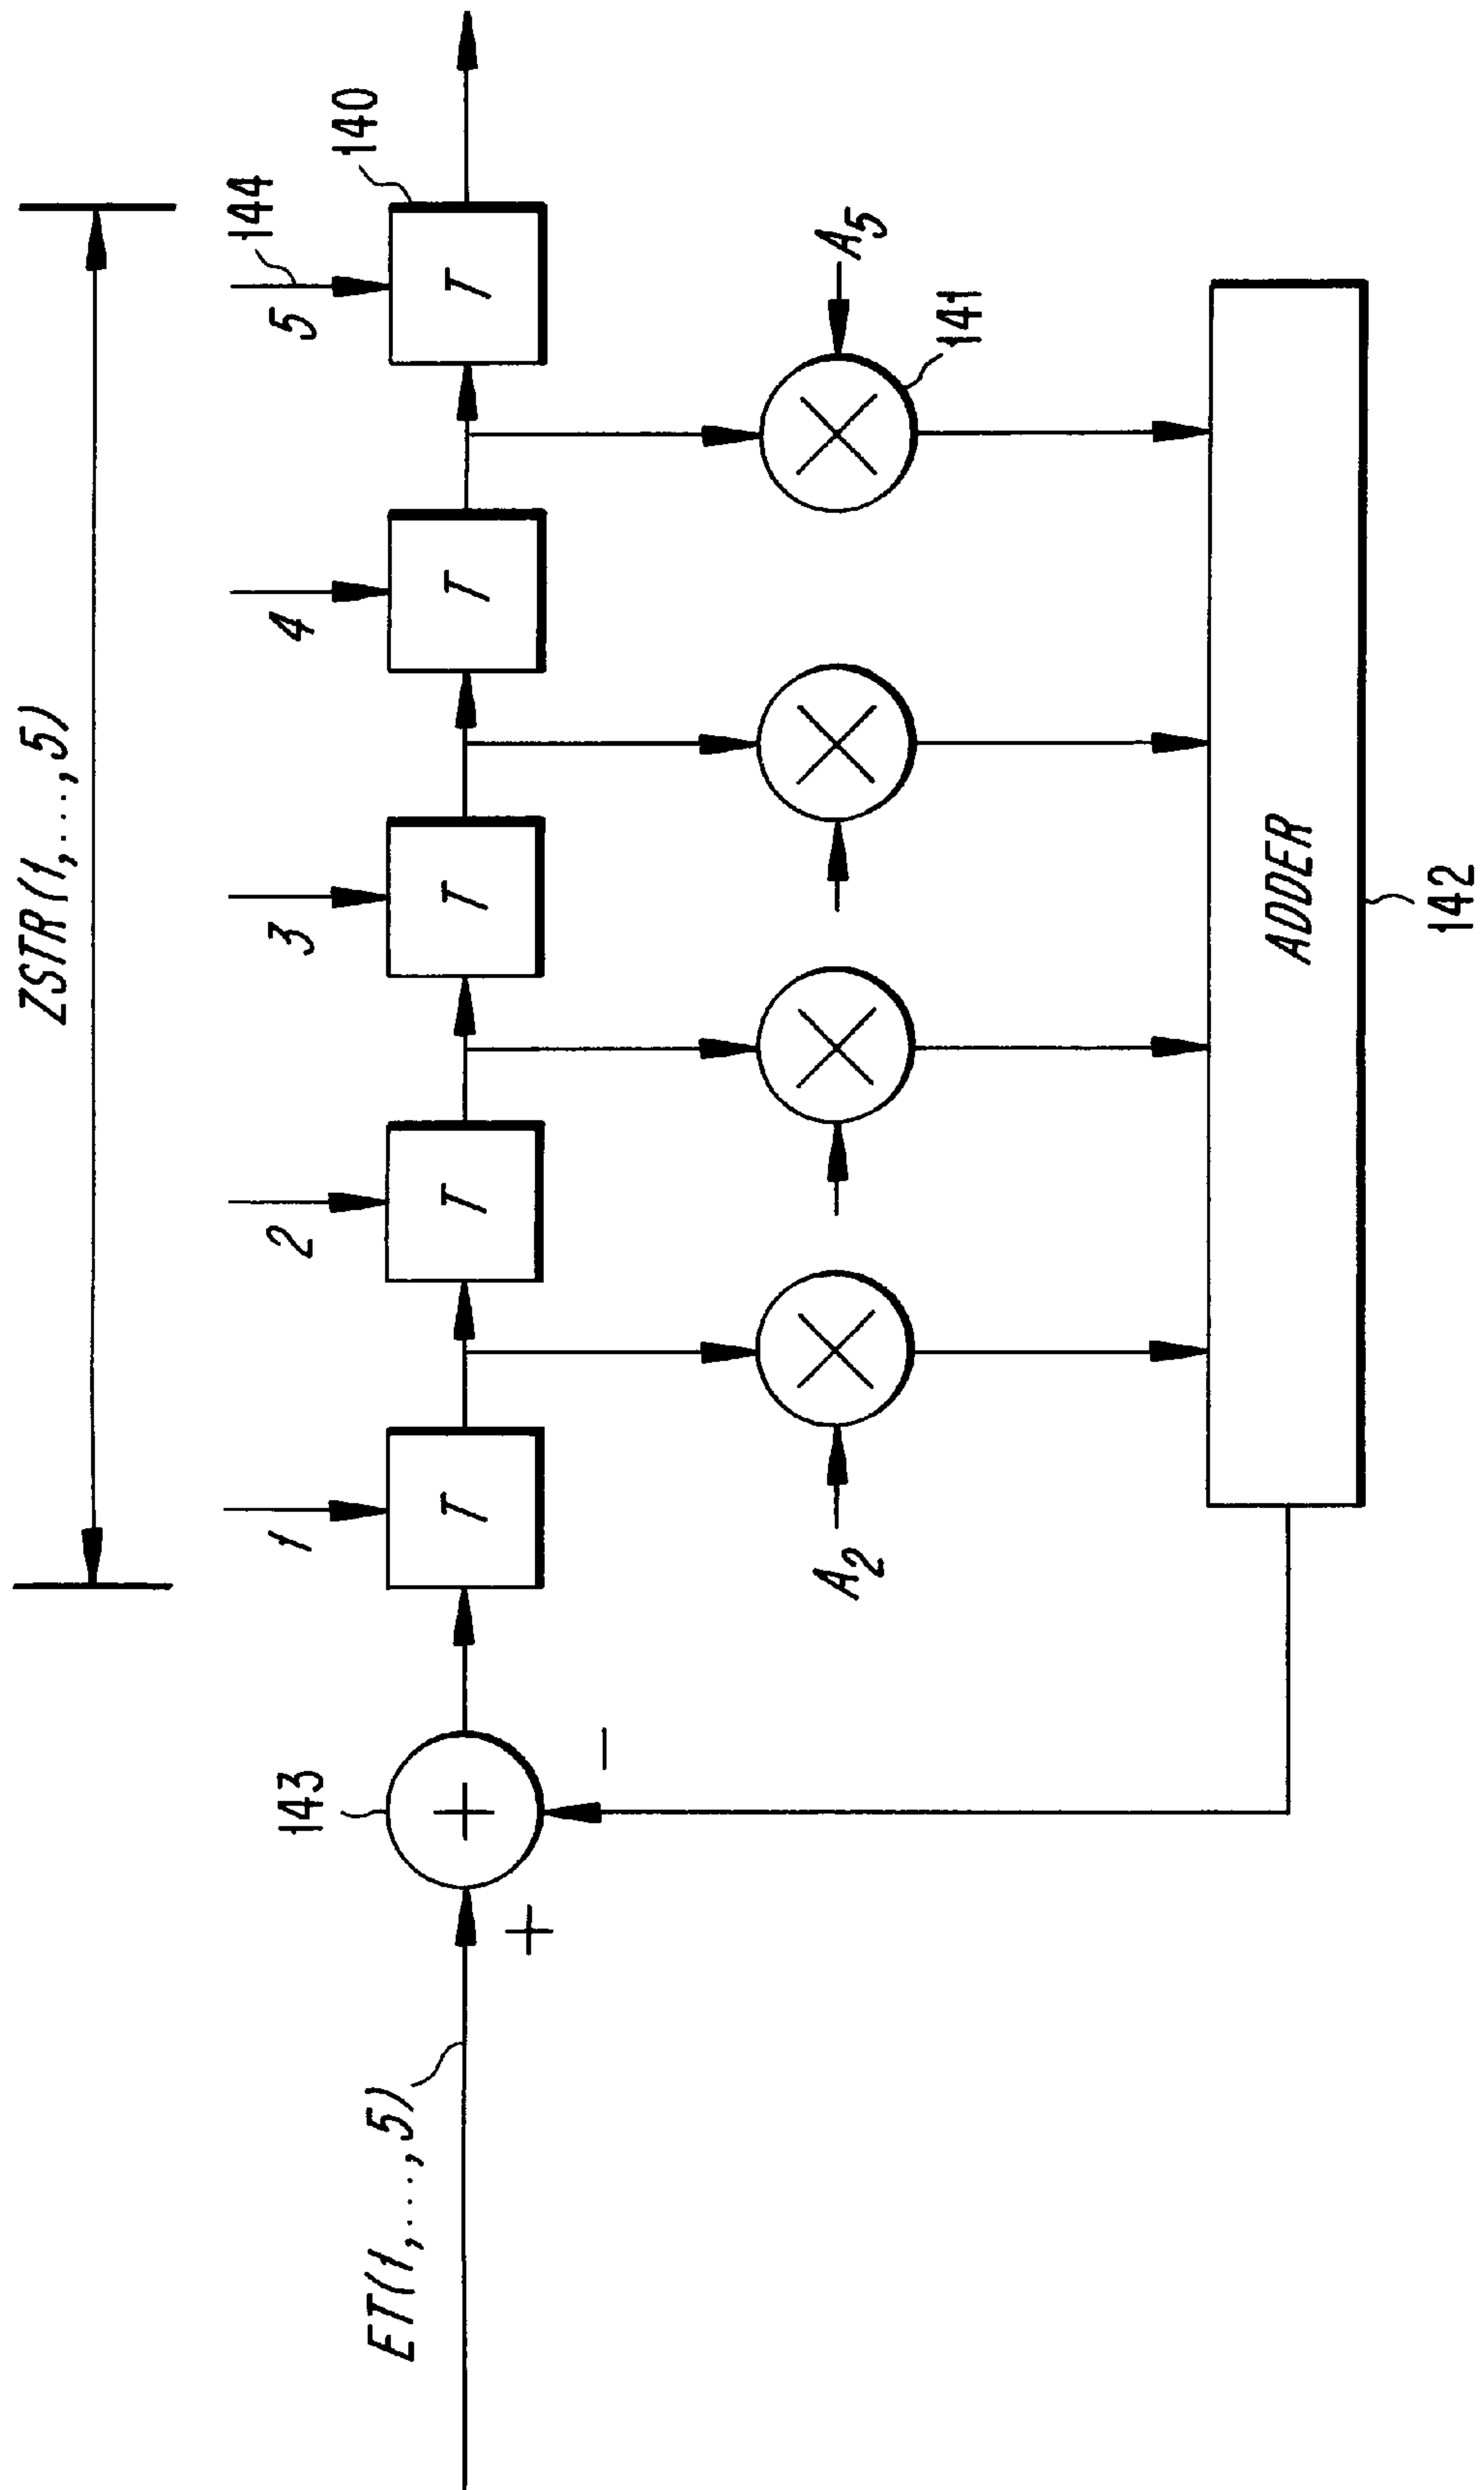 ZSTR(1,...,5)
144
140
1
2
3
4
5
T
T
T
T
T
143
ET(1,...,5)
+
+
−
A2
A5
141
ADDER
142